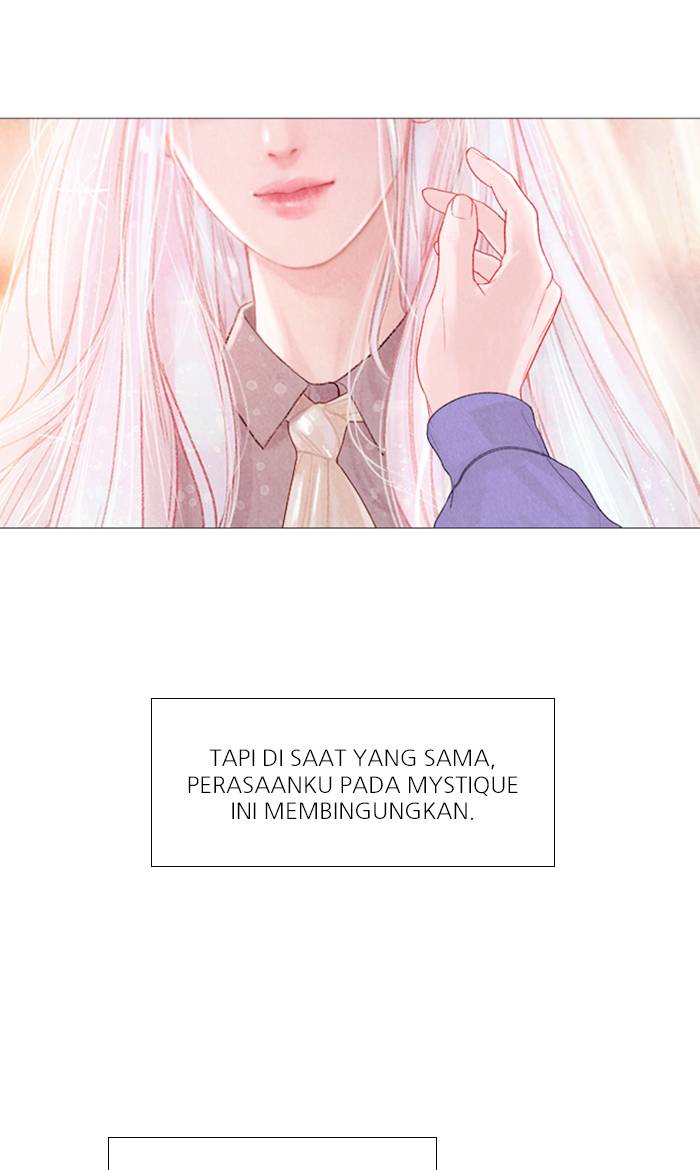 TAPI DI SAAT YANG SAMA,
PERASAANKU PADA MYSTIQUE
INI MEMBINGUNGKAN.